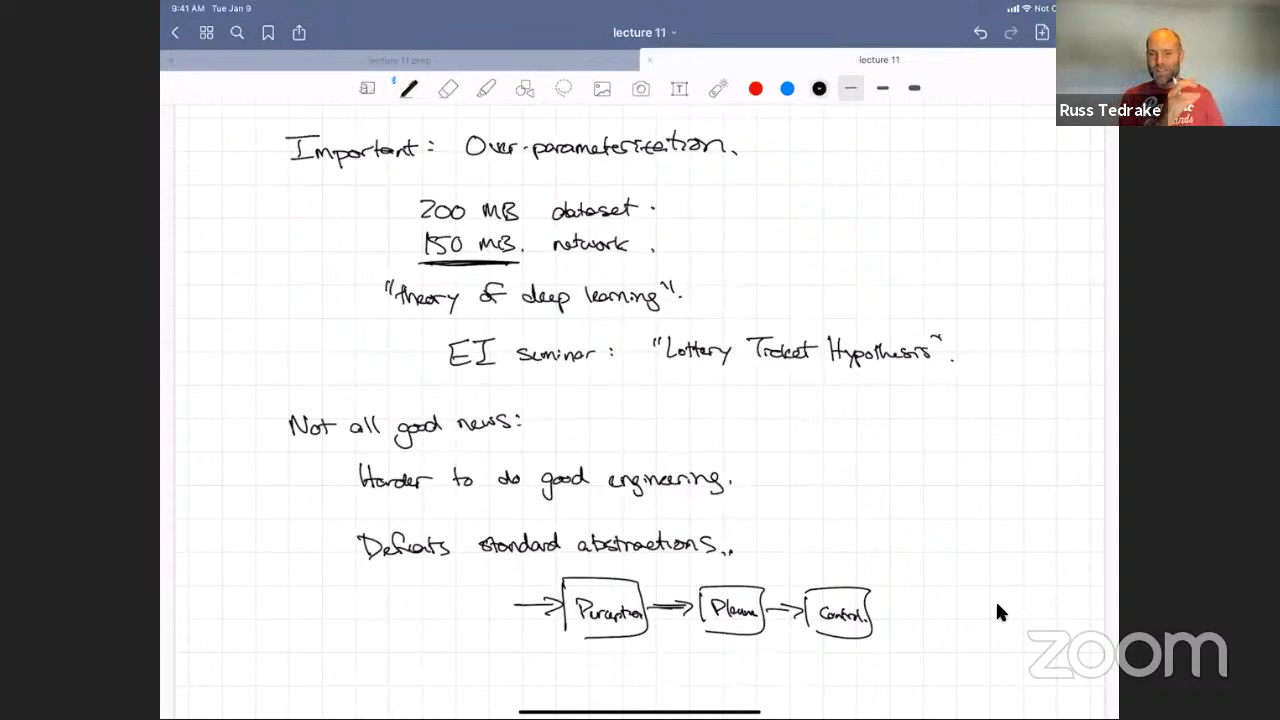 9:41 AM Tue Jan 9
Not C
lecture 11
lecture 11 prep
lecture 11
T
Russ Tedrake
Important: Over-parameterization.
200 MB dataset.
150 MB. network.
"theory of deep learning".
EI seminar: "Lottery Ticket Hypothesis".
Not all good news:
Harder to do good engineering.
Defeats standard abstractions..
Perception
Control.
zoom